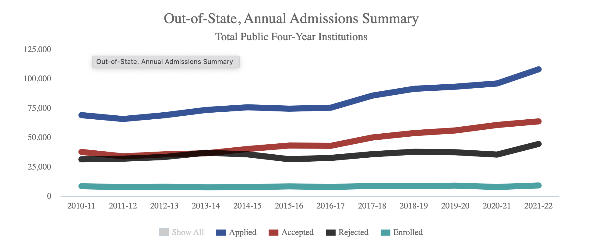 Out-of-State, Annual Admissions Summary
Total Public Four-Year Institutions
125,000
Out-of-State, Annual Admissions Summary
100,000
75,000
50,000
25,000
0
2010-11 2011-12 2012-13 2013-14 2014-15 2015-16 2016-17 2017-18 2018-19 2019-20 2020-21 2021-22
Show All Applied Accepted Rejected Enrolled